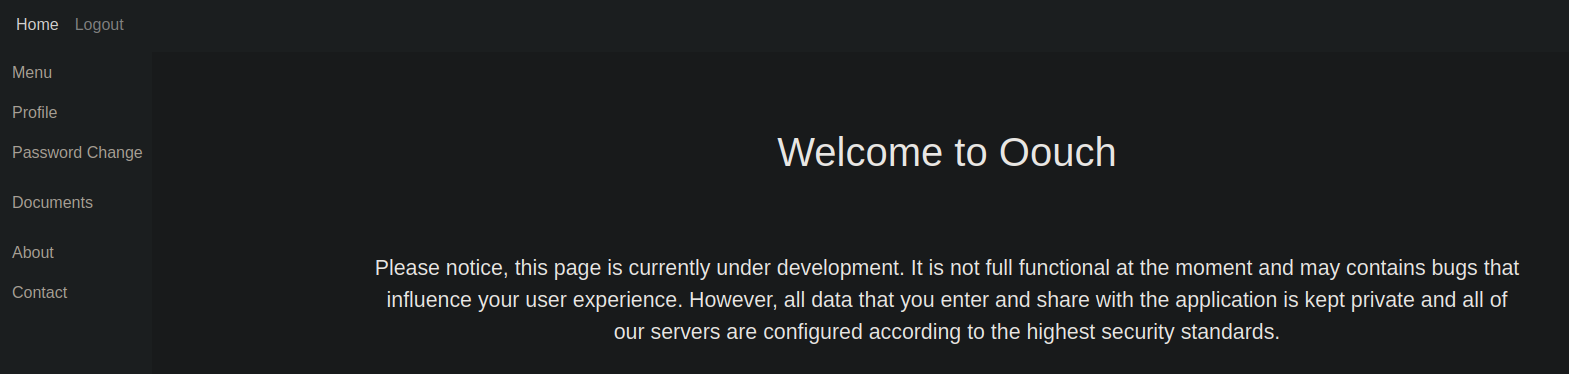 Home Logout
Menu
Profile
Password Change
Documents
About
Contact
Welcome to Oouch
Please notice, this page is currently under development. It is not full functional at the moment and may contains bugs that
influence your user experience. However, all data that you enter and share with the application is kept private and all of
our servers are configured according to the highest security standards.